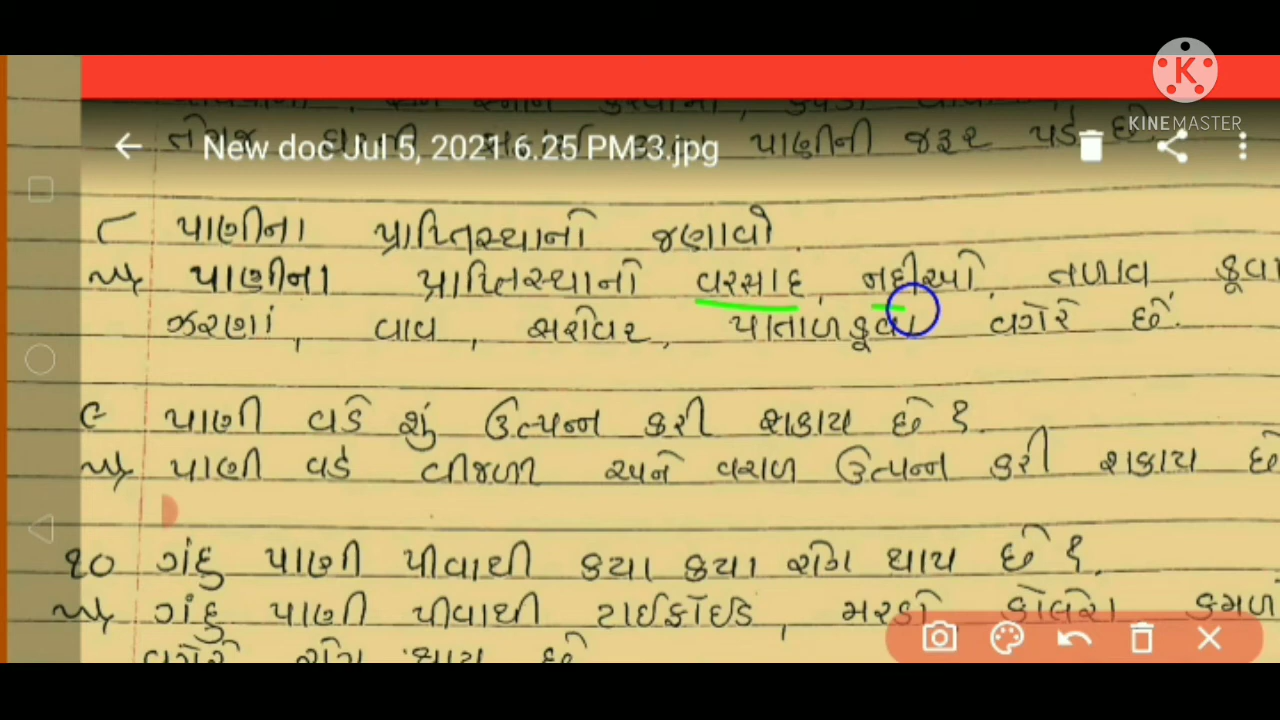 KINEMASTER
New doc Jul 5, 2021 6.25 PM-3.jpg
પાણીની જરૂર પડે છે.
૮ પાણીના પ્રાપ્તિસ્થાનો જણાવો.
પાણીના પ્રાપ્તિસ્થાનો વરસાદ, નદીઓ, તળાવ, કૂવા
ઝરણાં, વાવ, સરોવર, પાતાળકૂવા વગેરે છે.
૯ પાણી વડે શું ઉત્પન્ન કરી શકાય છે ?
પાણી વડે વીજળી અને વરાળ ઉત્પન્ન કરી શકાય છે
૧૦ ગંદુ પાણી પીવાથી કયા કયા રોગ થાય છે ?
ગંદુ પાણી પીવાથી ટાઈફોઈડ, મરડો કોલેરા કમળો
વગેરે રોગ થાય છે